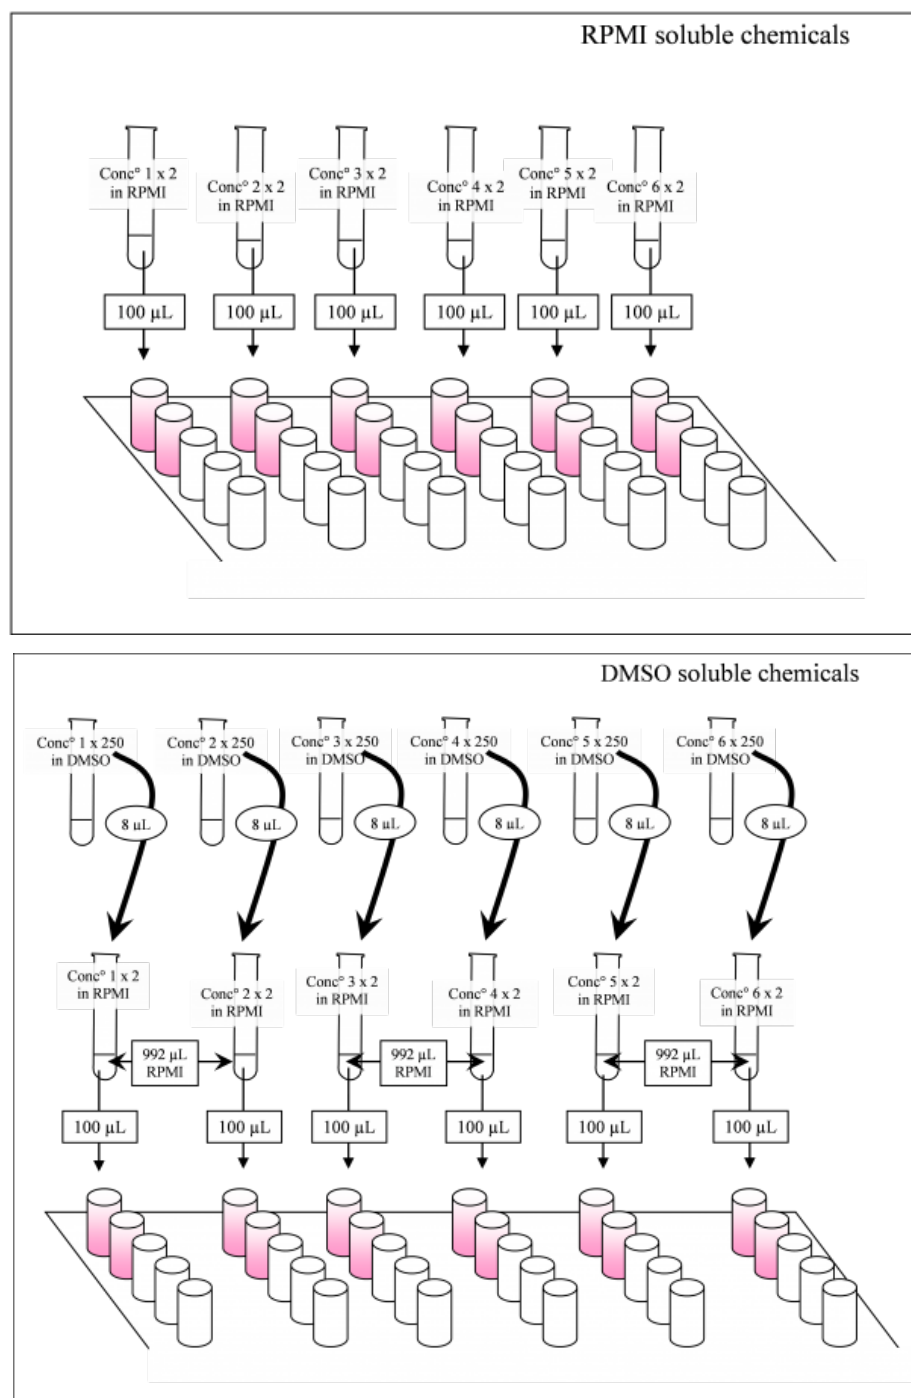 RPMI soluble chemicals
Conc° 1 x 2
in RPMI
Conc° 2 x 2
in RPMI
Conc° 3 x 2
in RPMI
Conc° 4 x 2
in RPMI
Conc° 5 x 2
in RPMI
Conc° 6 x 2
in RPMI
100 µL
100 µL
100 µL
100 µL
100 µL
100 µL
DMSO soluble chemicals
Conc° 1 x 250
in DMSO
Conc° 2 x 250
in DMSO
Conc° 3 x 250
in DMSO
Conc° 4 x 250
in DMSO
Conc° 5 x 250
in DMSO
Conc° 6 x 250
in DMSO
8 µL
8 µL
8 µL
8 µL
8 µL
8 µL
Conc° 1 x 2
in RPMI
Conc° 2 x 2
in RPMI
Conc° 3 x 2
in RPMI
Conc° 4 x 2
in RPMI
Conc° 5 x 2
in RPMI
Conc° 6 x 2
in RPMI
992 µL
RPMI
992 µL
RPMI
992 µL
RPMI
100 µL
100 µL
100 µL
100 µL
100 µL
100 µL